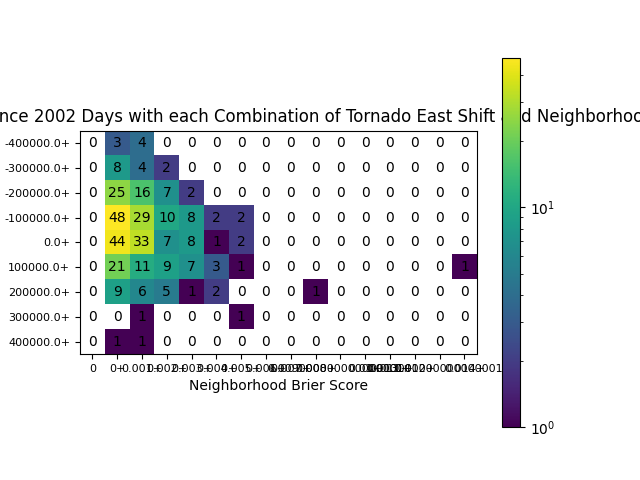 nce 2002 Days with each Combination of Tornado East Shift and Neighborhoo
-400000.0+ 0 3 4 0 0 0 0 0 0 0 0 0 0 0 0 0
-300000.0+ 0 8 4 2 0 0 0 0 0 0 0 0 0 0 0 0
-200000.0+ 0 25 16 7 2 0 0 0 0 0 0 0 0 0 0 0
-100000.0+ 0 48 29 10 8 2 2 0 0 0 0 0 0 0 0 0
0.0+ 0 44 33 7 8 1 2 0 0 0 0 0 0 0 0 0
100000.0+ 0 21 11 9 7 3 1 0 0 0 0 0 0 0 0 1
200000.0+ 0 9 6 5 1 2 0 0 0 1 0 0 0 0 0 0
300000.0+ 0 0 1 0 0 0 1 0 0 0 0 0 0 0 0 0
400000.0+ 0 1 1 0 0 0 0 0 0 0 0 0 0 0 0 0
0 0+ 0.001+
Neighborhood Brier Score
10^1
10^0